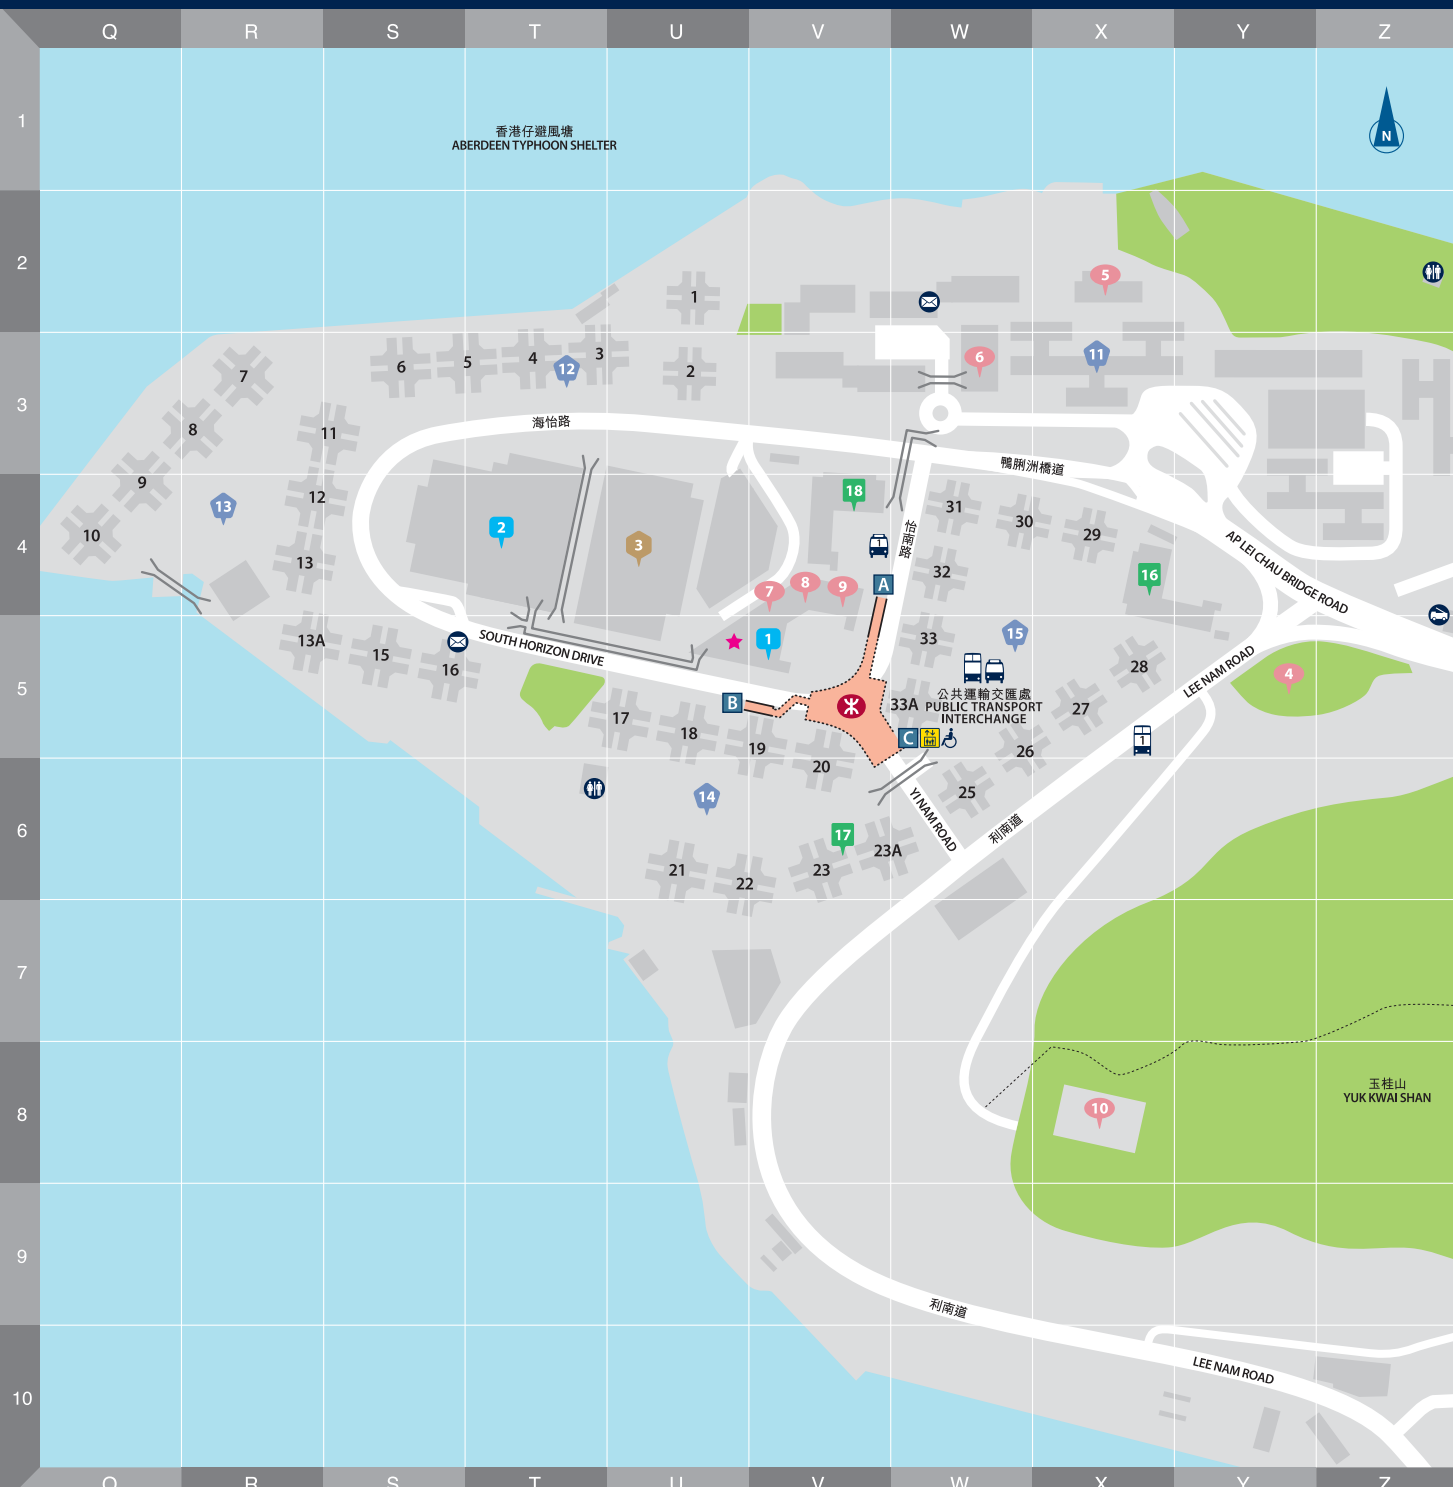 Q R S T U V W X Y Z
1
香港仔避風塘
ABERDEEN TYPHOON SHELTER
N
2
5
1
6
11
3
4
5
6
12
3
2
7
8
11
海怡路
鴨脷洲橋道
4
9
10
13
12
13
2
3
18
1
怡南路
A
7
8
9
31
30
29
32
16
AP LEI CHAU BRIDGE ROAD
5
13A
15
16
SOUTH HORIZON DRIVE
1
33
15
28
LEE NAM ROAD
4
B
17
18
19
20
33A
公共運輸交匯處
PUBLIC TRANSPORT
INTERCHANGE
C
27
26
1
6
14
17
21
22
23
23A
25
YI NAM ROAD
利南道
7
8
10
玉桂山
YUK KWAI SHAN
9
利南道
10
LEE NAM ROAD
Q R S T U V W X Y Z